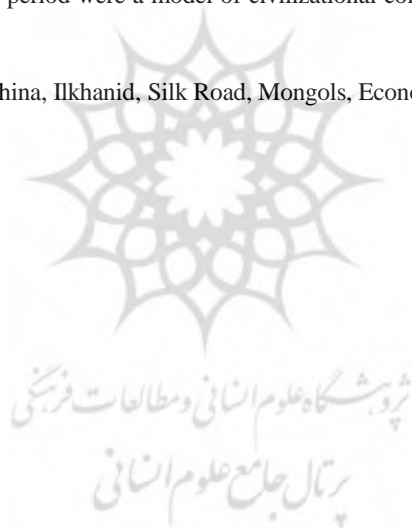 period were a model of civilizational co
hina, Ilkhanid, Silk Road, Mongols, Econo
پژوهشگاه علوم انسانی و مطالعات فرهنگی
پرتال جامع علوم انسانی